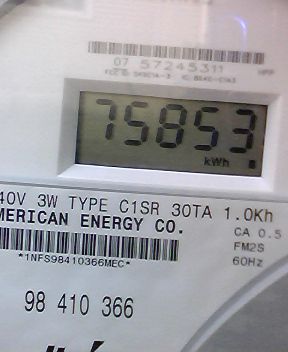 07 57245311
75853
kWh
40V 3W TYPE C1SR 30TA 1.0Kh
MERICAN ENERGY CO.
CA 0.5
FM2S
*1NFS98410366MEC*
60Hz
98 410 366